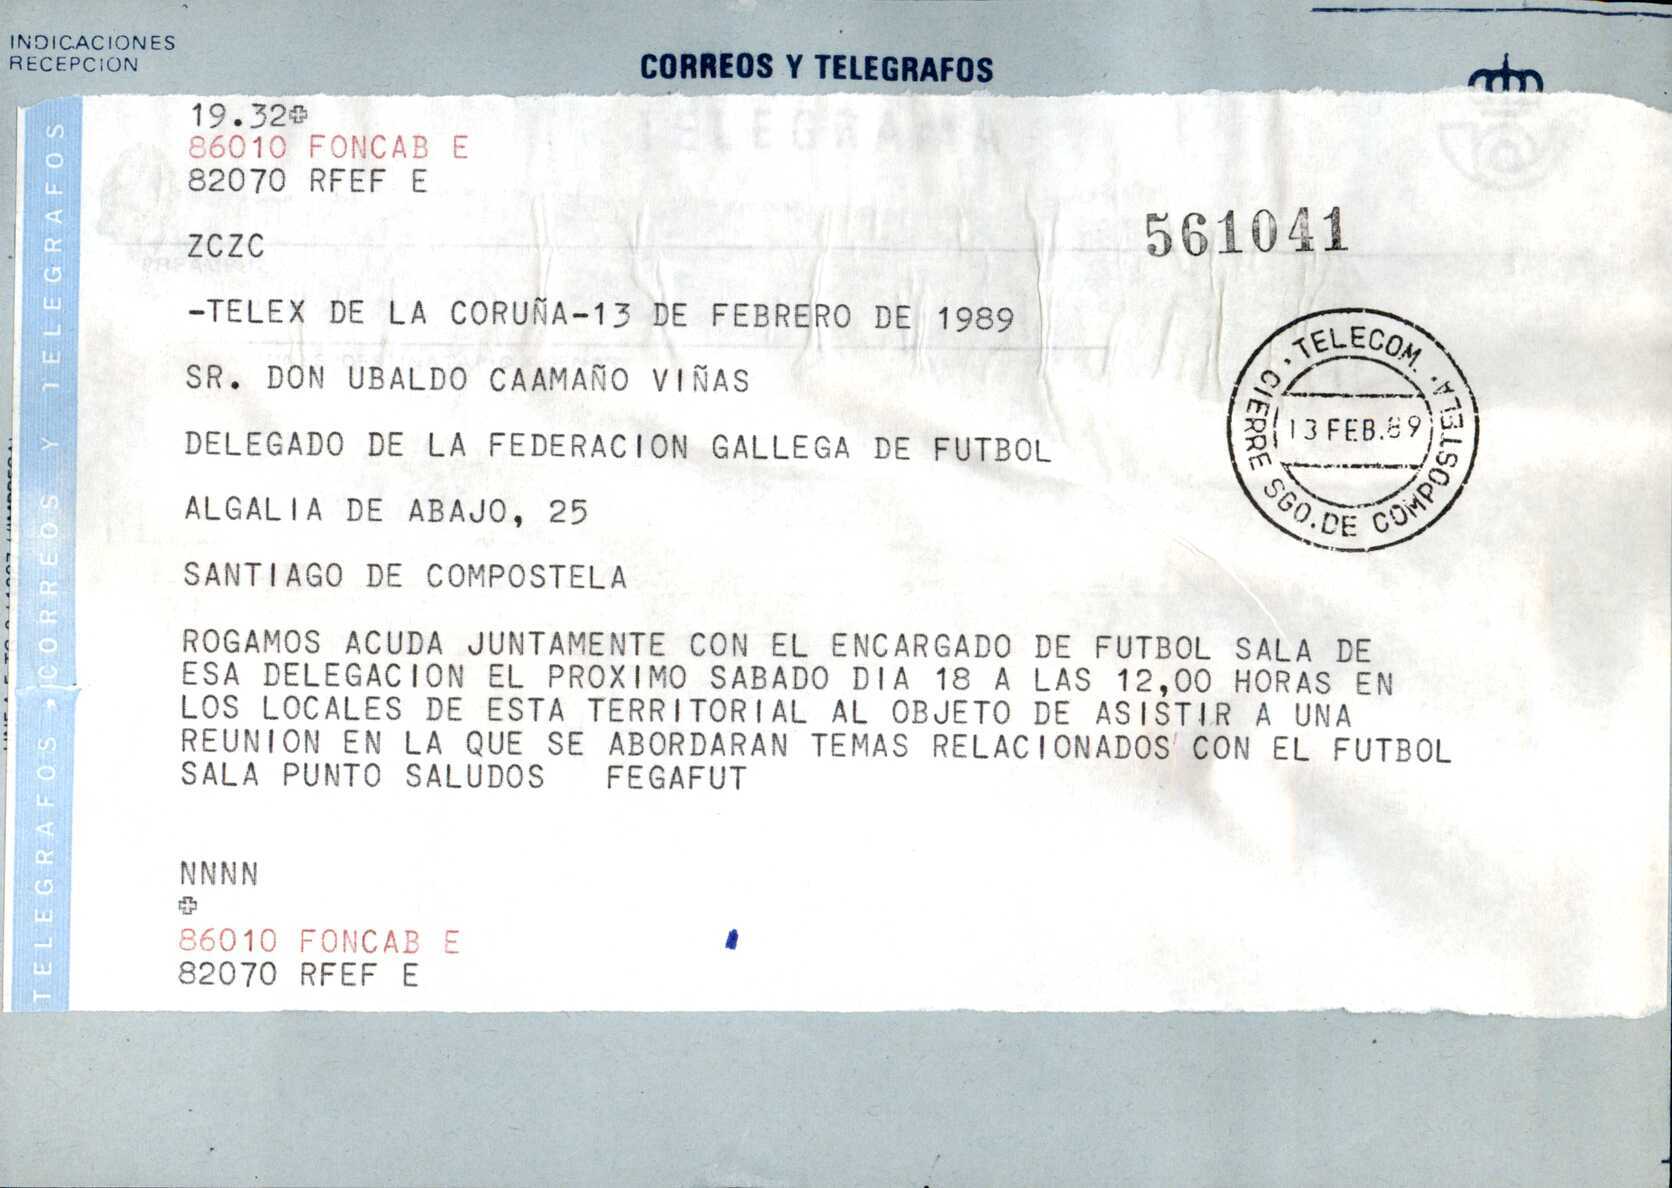 INDICACIONES
RECEPCION
CORREOS Y TELEGRAFOS
19.32
86010 FONCAB E
82070 RFEF E
ZCZC
561041
-TELEX DE LA CORUÑA-13 DE FEBRERO DE 1989
SR. DON UBALDO CAAMAÑO VIÑAS
DELEGADO DE LA FEDERACION GALLEGA DE FUTBOL
ALGALIA DE ABAJO, 25
SANTIAGO DE COMPOSTELA
TELECOM.
13 FEB.89
CIERRE SGO.DE COMPOSTELA
ROGAMOS ACUDA JUNTAMENTE CON EL ENCARGADO DE FUTBOL SALA DE
ESA DELEGACION EL PROXIMO SABADO DIA 18 A LAS 12,00 HORAS EN
LOS LOCALES DE ESTA TERRITORIAL AL OBJETO DE ASISTIR A UNA
REUNION EN LA QUE SE ABORDARAN TEMAS RELACIONADOS CON EL FUTBOL
SALA PUNTO SALUDOS FEGAFUT
NNNN
86010 FONCAB E
82070 RFEF E
TELEGRAFOS CORREOS Y TELEGRAFOS